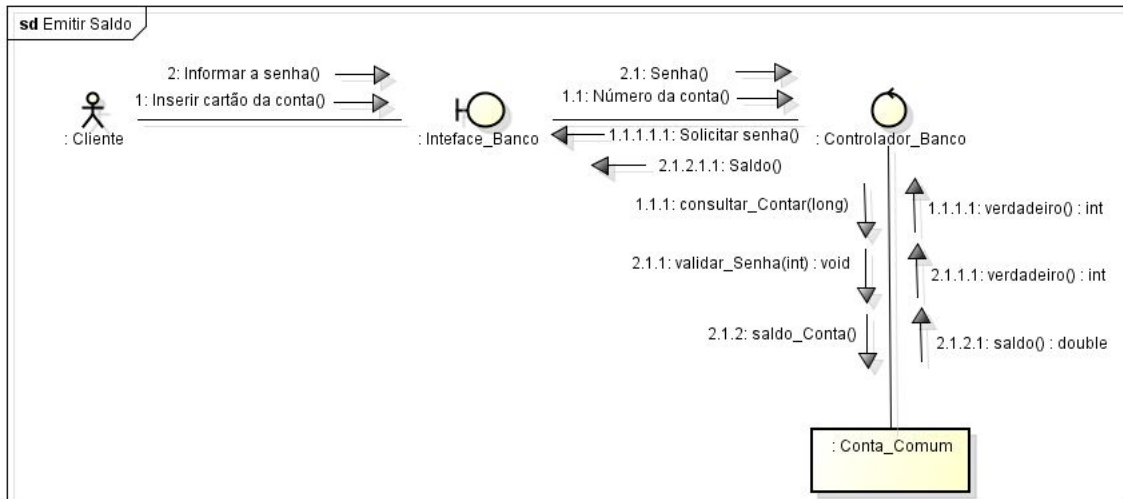 sd Emitir Saldo
2: Informar a senha()
2.1: Senha()
1: Inserir cartão da conta()
1.1: Número da conta()
: Cliente
: Inteface_Banco
1.1.1.1.1: Solicitar senha()
: Controlador_Banco
2.1.2.1.1: Saldo()
1.1.1: consultar_Contar(long)
1.1.1.1: verdadeiro() : int
2.1.1: validar_Senha(int) : void
2.1.1.1: verdadeiro() : int
2.1.2: saldo_Conta()
2.1.2.1: saldo() : double
: Conta_Comum